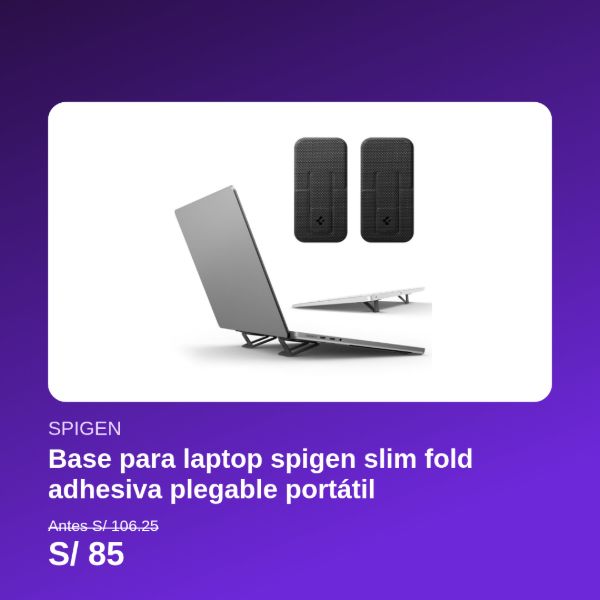 SPIGEN
Base para laptop spigen slim fold
adhesiva plegable portátil
Antes S/ 106.25
S/ 85